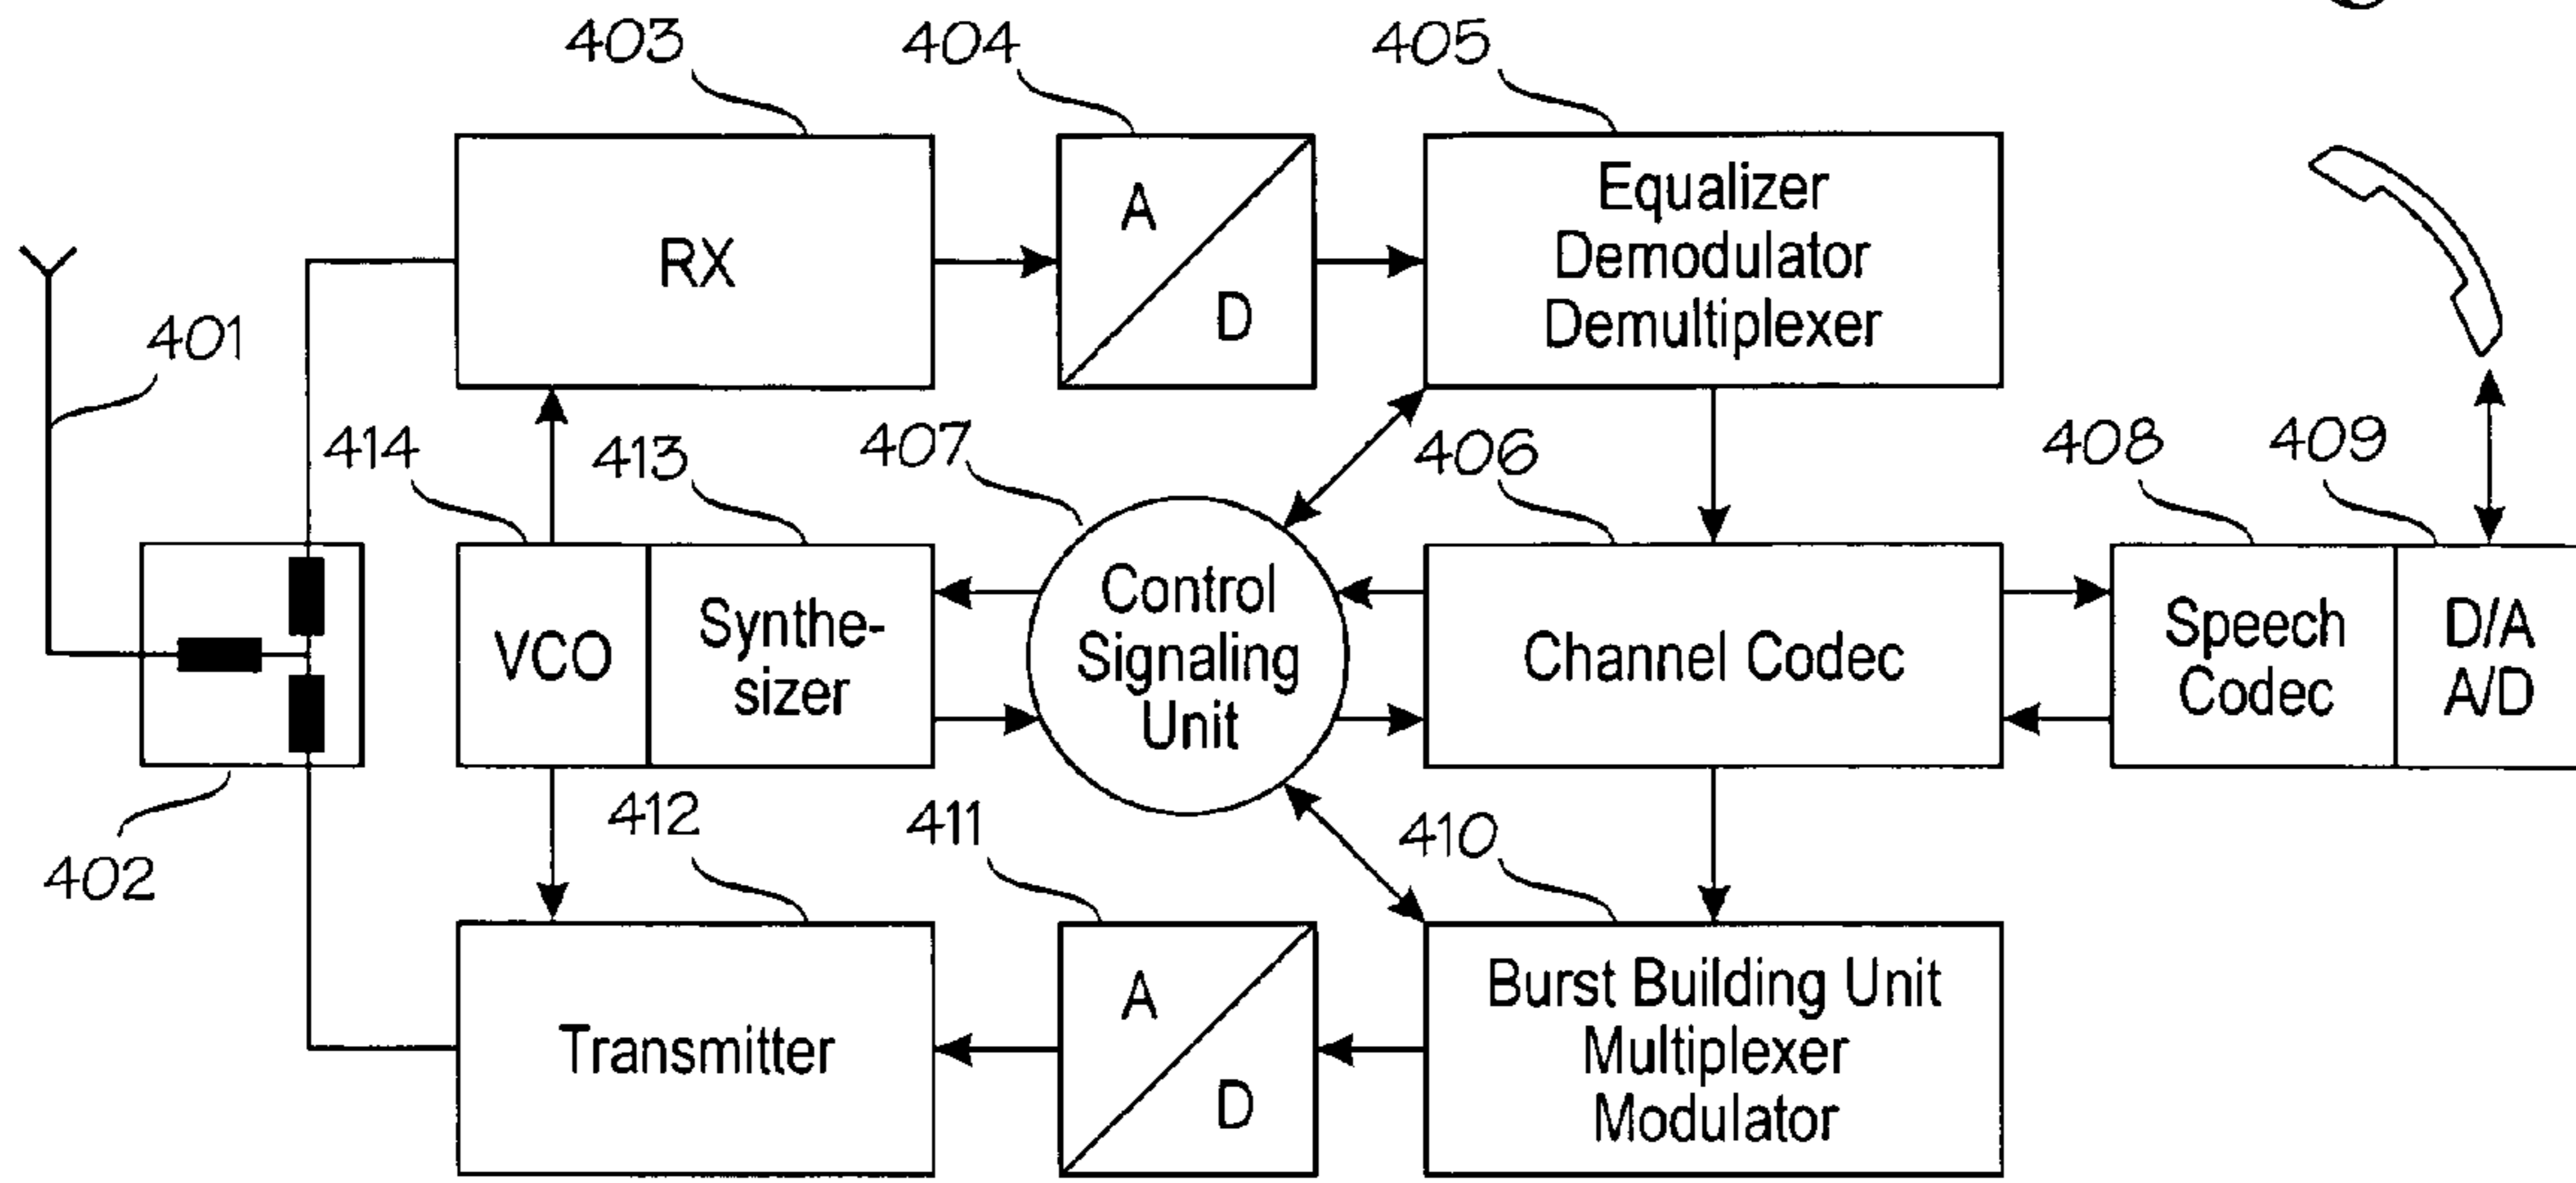 403
404
405
RX
A
D
Equalizer
Demodulator
Demultiplexer
401
414
413
407
406
408
409
VCO
Synthe-
sizer
Control
Signaling
Unit
Channel Codec
Speech
Codec
D/A
A/D
402
412
411
410
Transmitter
A
D
Burst Building Unit
Multiplexer
Modulator